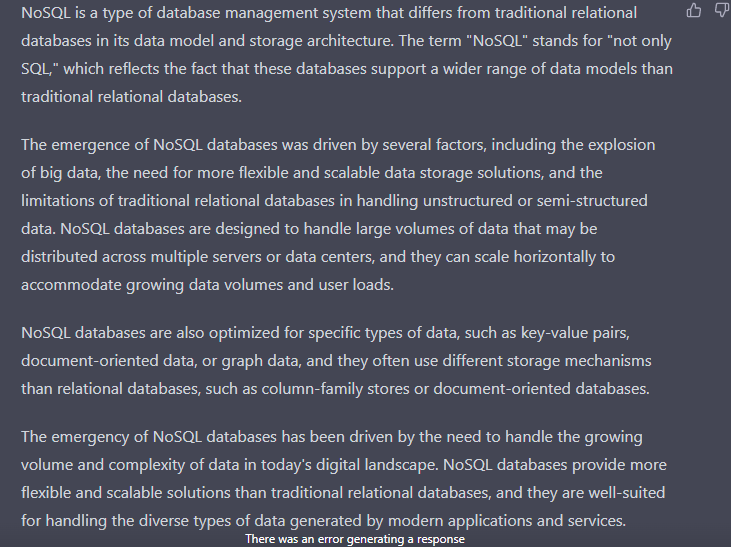 NoSQL is a type of database management system that differs from traditional relational
databases in its data model and storage architecture. The term "NoSQL" stands for "not only
SQL," which reflects the fact that these databases support a wider range of data models than
traditional relational databases.
The emergence of NoSQL databases was driven by several factors, including the explosion
of big data, the need for more flexible and scalable data storage solutions, and the
limitations of traditional relational databases in handling unstructured or semi-structured
data. NoSQL databases are designed to handle large volumes of data that may be
distributed across multiple servers or data centers, and they can scale horizontally to
accommodate growing data volumes and user loads.
NoSQL databases are also optimized for specific types of data, such as key-value pairs,
document-oriented data, or graph data, and they often use different storage mechanisms
than relational databases, such as column-family stores or document-oriented databases.
The emergency of NoSQL databases has been driven by the need to handle the growing
volume and complexity of data in today's digital landscape. NoSQL databases provide more
flexible and scalable solutions than traditional relational databases, and they are well-suited
for handling the diverse types of data generated by modern applications and services.
There was an error generating a response